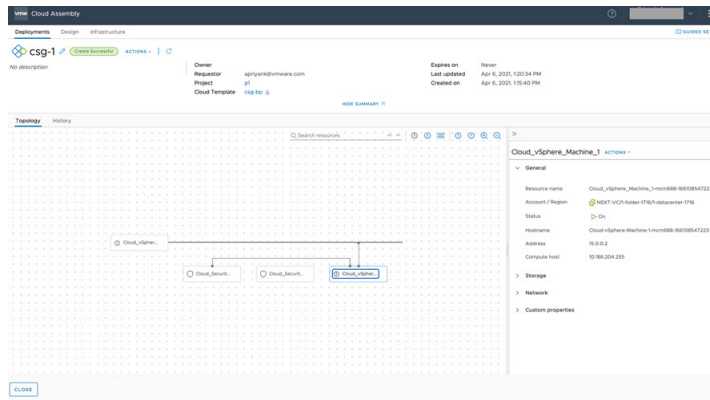 vmw Cloud Assembly
Deployments Design Infrastructure
GUIDED SET
csg-1 Create Successful ACTIONS
No description
Owner
Requestor apriyank@vmware.com
Project p1
Cloud Template csg-bp
Expires on Never
Last updated Apr 6, 2021, 1:20:34 PM
Created on Apr 6, 2021, 1:15:40 PM
HIDE SUMMARY
Topology History
Search resources
Cloud_vSpher...
Cloud_Securit...
Cloud_Securit...
Cloud_vSpher...
Cloud_vSphere_Machine_1 ACTIONS
General
Resource name Cloud_vSphere_Machine_1-mcm688-16610854722
Account / Region NSXT-VC/1-folder-1716/1-datacenter-1716
Status On
Hostname Cloud-vSphere-Machine-1-mcm688-166108547223
Address 15.0.0.2
Compute host 10.186.204.255
Storage
Network
Custom properties
CLOSE